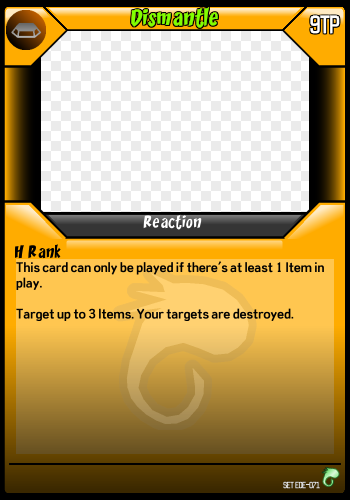 Dismantle
9TP
Reaction
H Rank
This card can only be played if there's at least 1 Item in
play.
Target up to 3 Items. Your targets are destroyed.
SET EDE-071